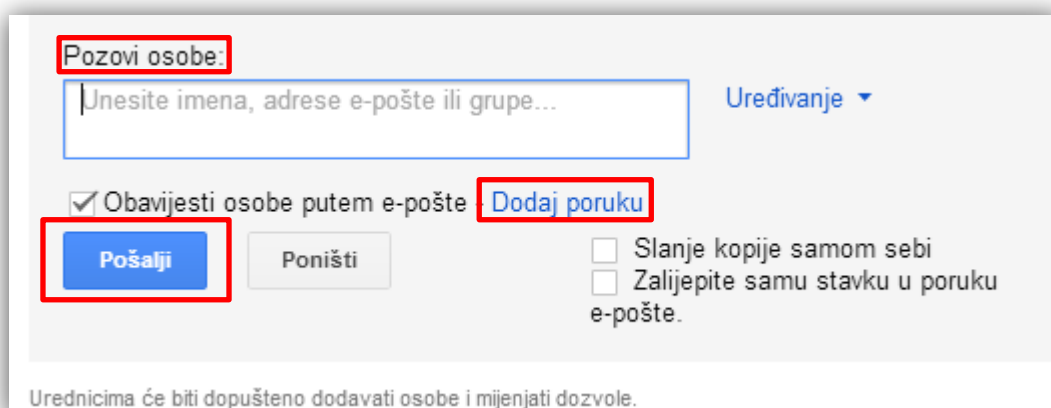 Pozovi osobe:
Unesite imena, adrese e-pošte ili grupe...
Uređivanje
Obavijesti osobe putem e-pošte - Dodaj poruku
Pošalji
Poništi
Slanje kopije samom sebi
Zalijepite samu stavku u poruku
e-pošte.
Urednicima će biti dopušteno dodavati osobe i mijenjati dozvole.